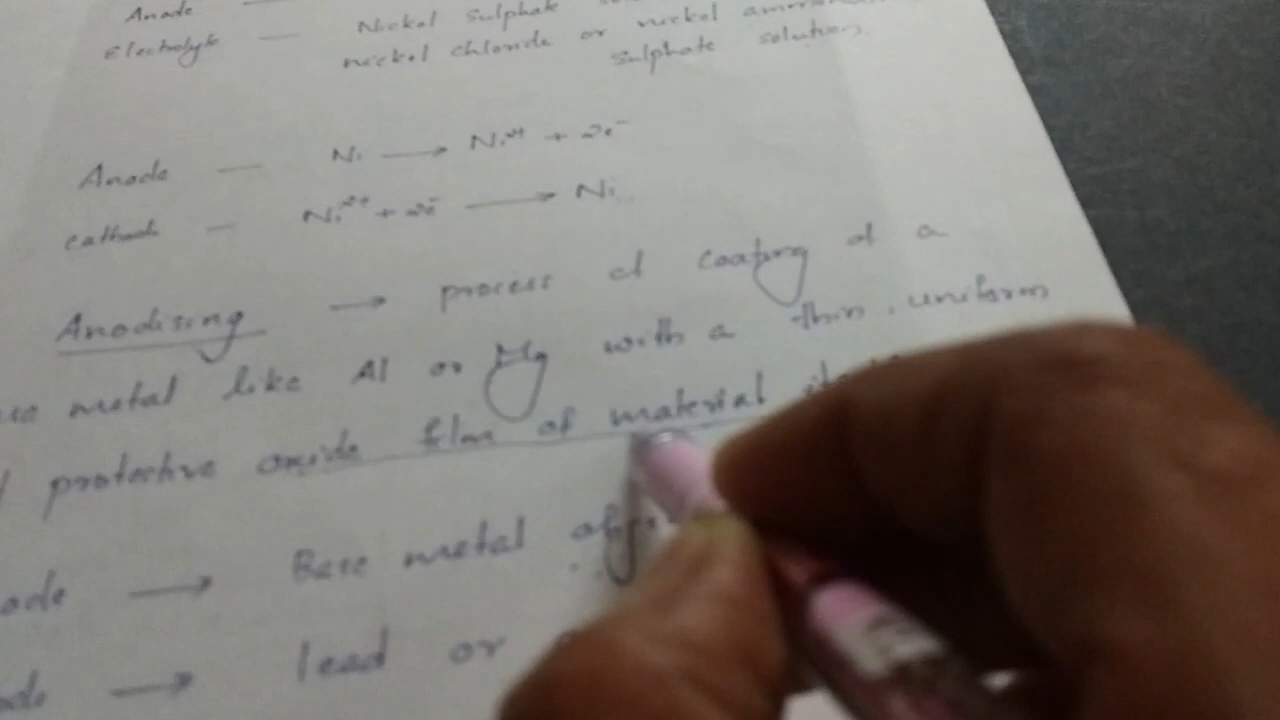 Anode —
Electrolyte — Nickel Sulphate
nickel chloride or nickel
Sulphate solution.
Anode — Ni → Ni²⁺ + 2e⁻
Cathode — Ni²⁺ + 2e⁻ → Ni
Anodising → process of coating of a
metal like Al or Mg with a thin, uniform
protective oxide film of material
ode → Base metal
ode → lead or